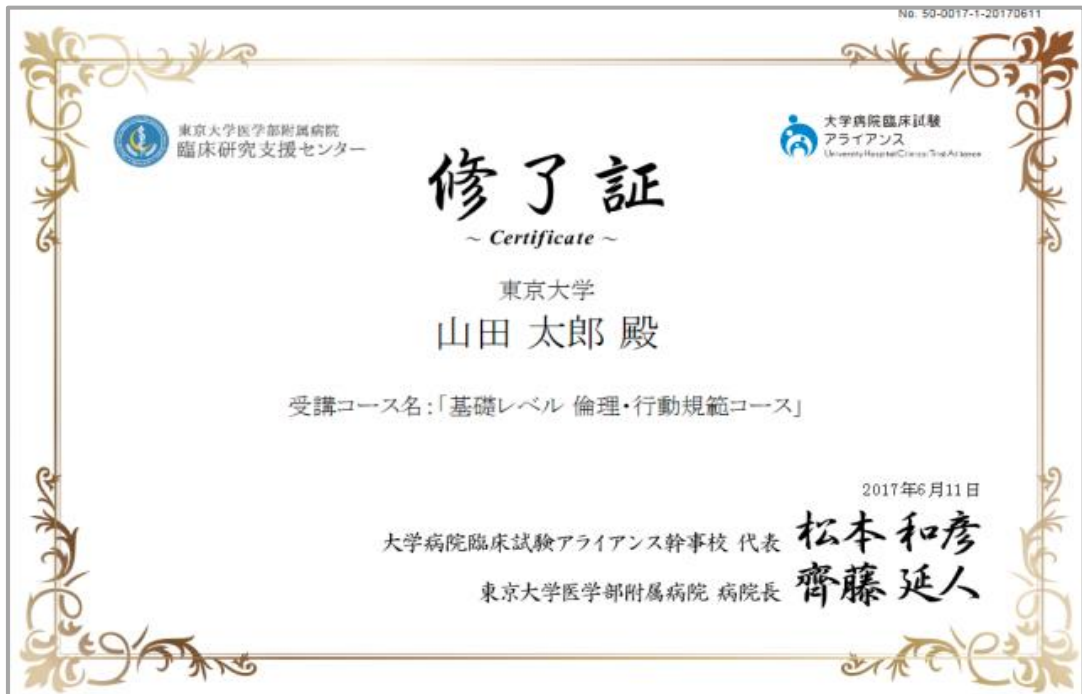 No. 50-0017-1-20170611
東京大学医学部附属病院
臨床研究支援センター
大学病院臨床試験
アライアンス
University Hospital Clinical Trial Alliance
修了証
~ Certificate ~
東京大学
山田 太郎 殿
受講コース名:「基礎レベル 倫理・行動規範コース」
2017年6月11日
大学病院臨床試験アライアンス幹事校 代表 松本 和彦
東京大学医学部附属病院 病院長 齊藤 延人